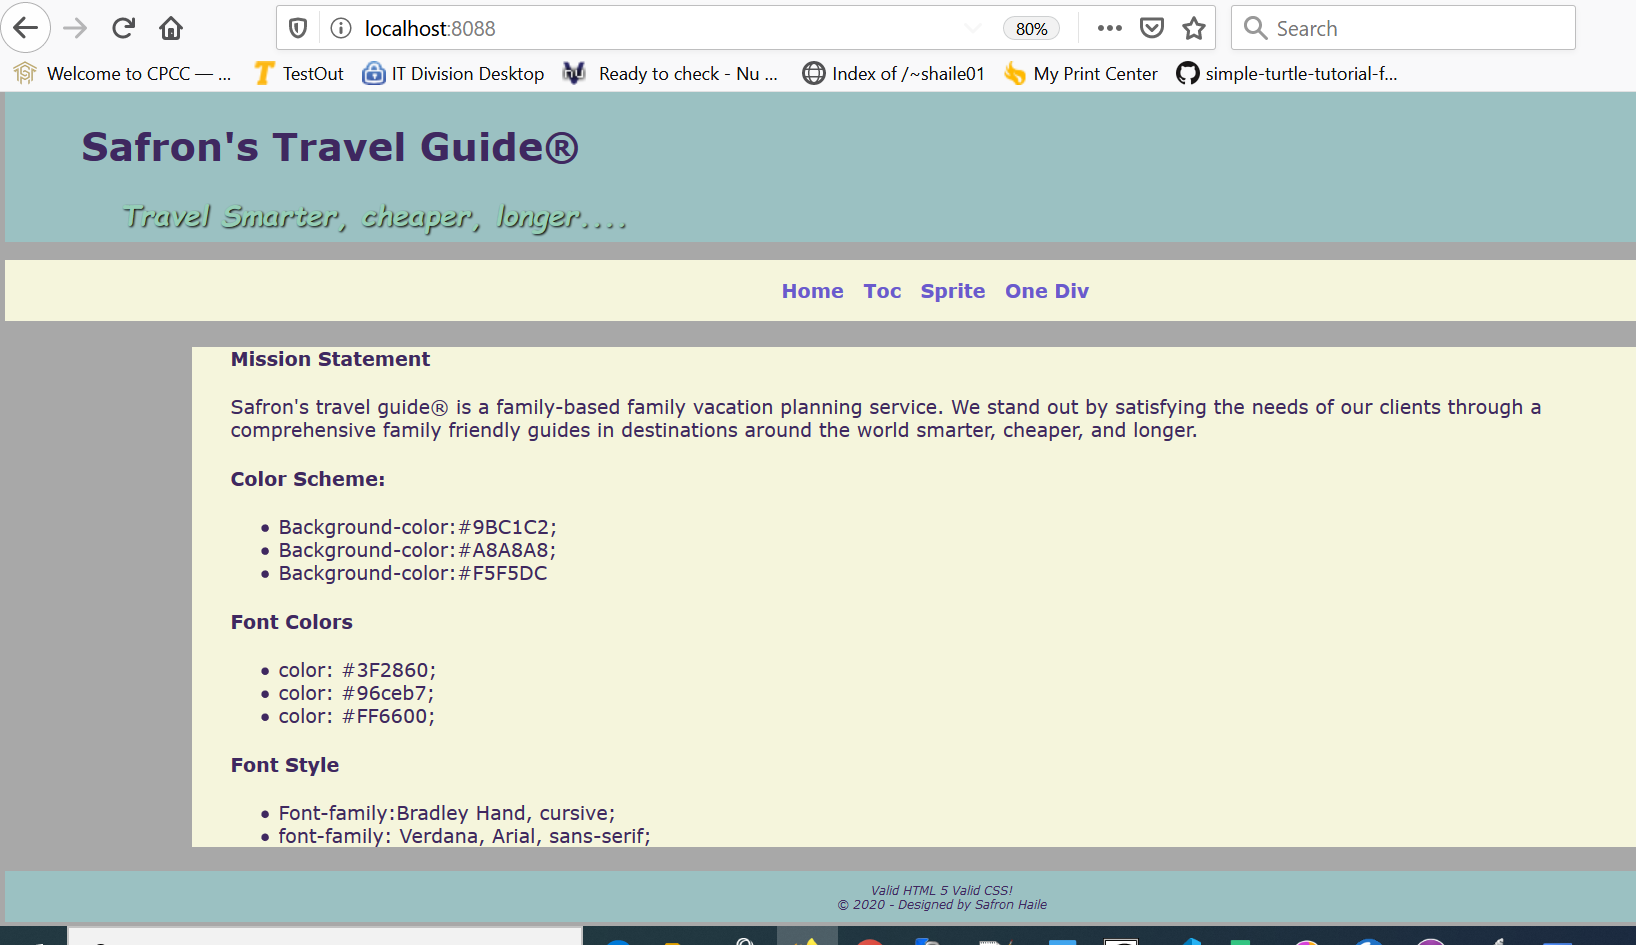 localhost:8088
80%
Search
Welcome to CPCC — ...
TestOut
IT Division Desktop
Ready to check - Nu ...
Index of /~shaile01
My Print Center
simple-turtle-tutorial-f...
Safron's Travel Guide®
Travel Smarter, cheaper, longer....
Home Toc Sprite One Div
Mission Statement
Safron's travel guide® is a family-based family vacation planning service. We stand out by satisfying the needs of our clients through a
comprehensive family friendly guides in destinations around the world smarter, cheaper, and longer.
Color Scheme:
• Background-color:#9BC1C2;
• Background-color:#A8A8A8;
• Background-color:#F5F5DC
Font Colors
• color: #3F2860;
• color: #96ceb7;
• color: #FF6600;
Font Style
• Font-family:Bradley Hand, cursive;
• font-family: Verdana, Arial, sans-serif;
Valid HTML 5 Valid CSS!
© 2020 - Designed by Safron Haile